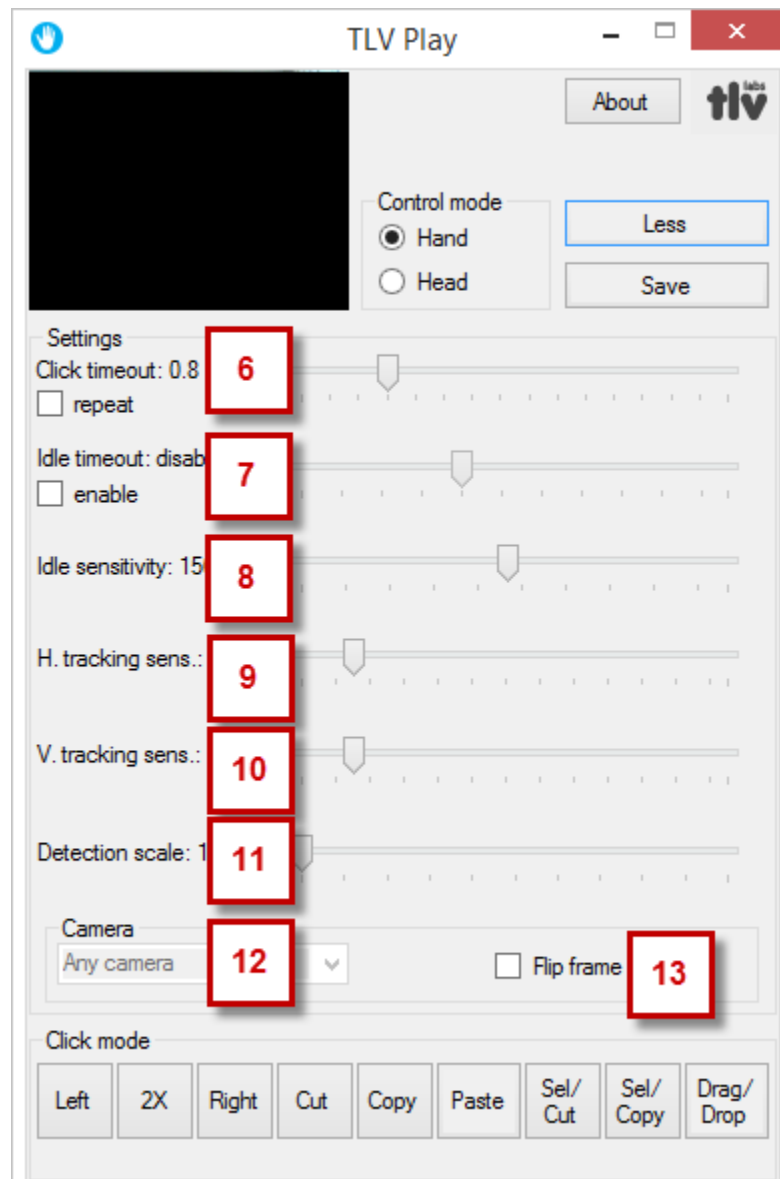 TLV Play
About
tlv labs
Control mode
Hand
Less
Head
Save
Settings
Click timeout: 0.8
6
repeat
Idle timeout: disab
7
enable
Idle sensitivity: 15
8
H. tracking sens.:
9
V. tracking sens.:
10
Detection scale: 1
11
Camera
Any camera
12
Flip frame
13
Click mode
Left 2X Right Cut Copy Paste Sel/ Cut Sel/ Copy Drag/ Drop